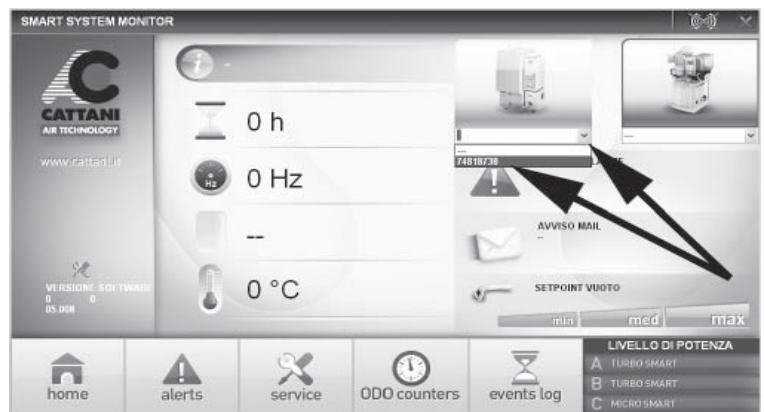 SMART SYSTEM MONITOR
CATTANI
AIR TECHNOLOGY
www.cattani.it
VERSIONE SOFTWARE
0 0
05.00H
i -
0 h
Hz
0 Hz
--
0 °C
---
---
74818738
AVVISO MAIL
--
SETPOINT VUOTO
min med max
home
alerts
service
ODO counters
events log
LIVELLO DI POTENZA
A TURBO SMART
B TURBO SMART
C MICRO SMART